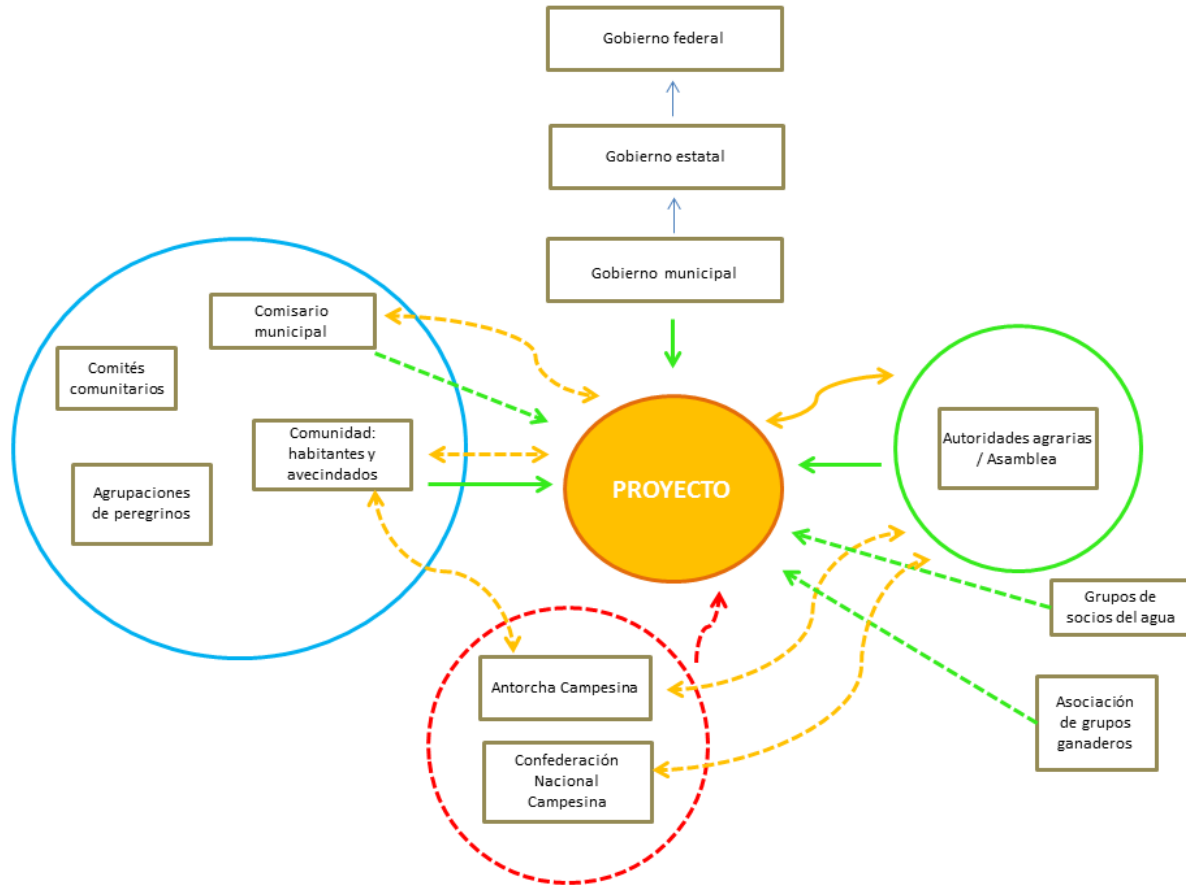 Gobierno federal
Gobierno estatal
Gobierno municipal
Comisario
municipal
Comités
comunitarios
Comunidad:
habitantes y
avecindados
Agrupaciones
de peregrinos
PROYECTO
Autoridades agrarias
/ Asamblea
Grupos de
socios del agua
Antorcha Campesina
Asociación
de grupos
ganaderos
Confederación
Nacional
Campesina